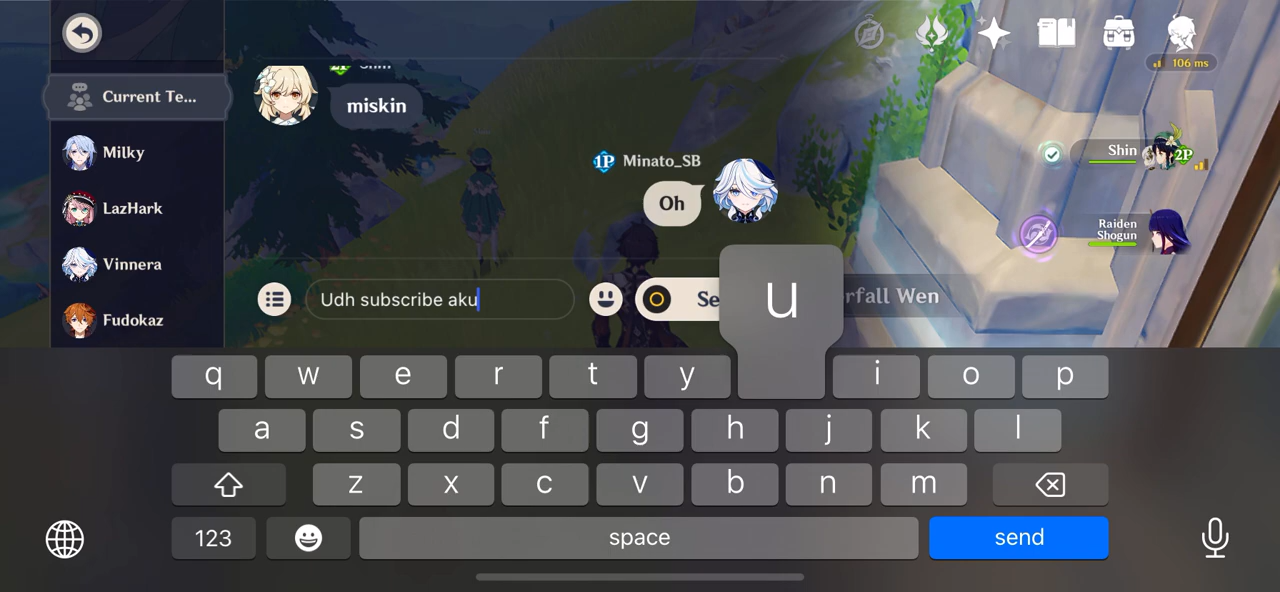 106 ms
Current Te...
Milky
LazHark
Vinnera
Fudokaz
Shin
miskin
1P Minato_SB
Oh
Udh subscribe aku
Se
rfall Wen
Shin
2P
Raiden
Shogun
u
q w e r t y i o p
a s d f g h j k l
z x c v b n m
123
space
send